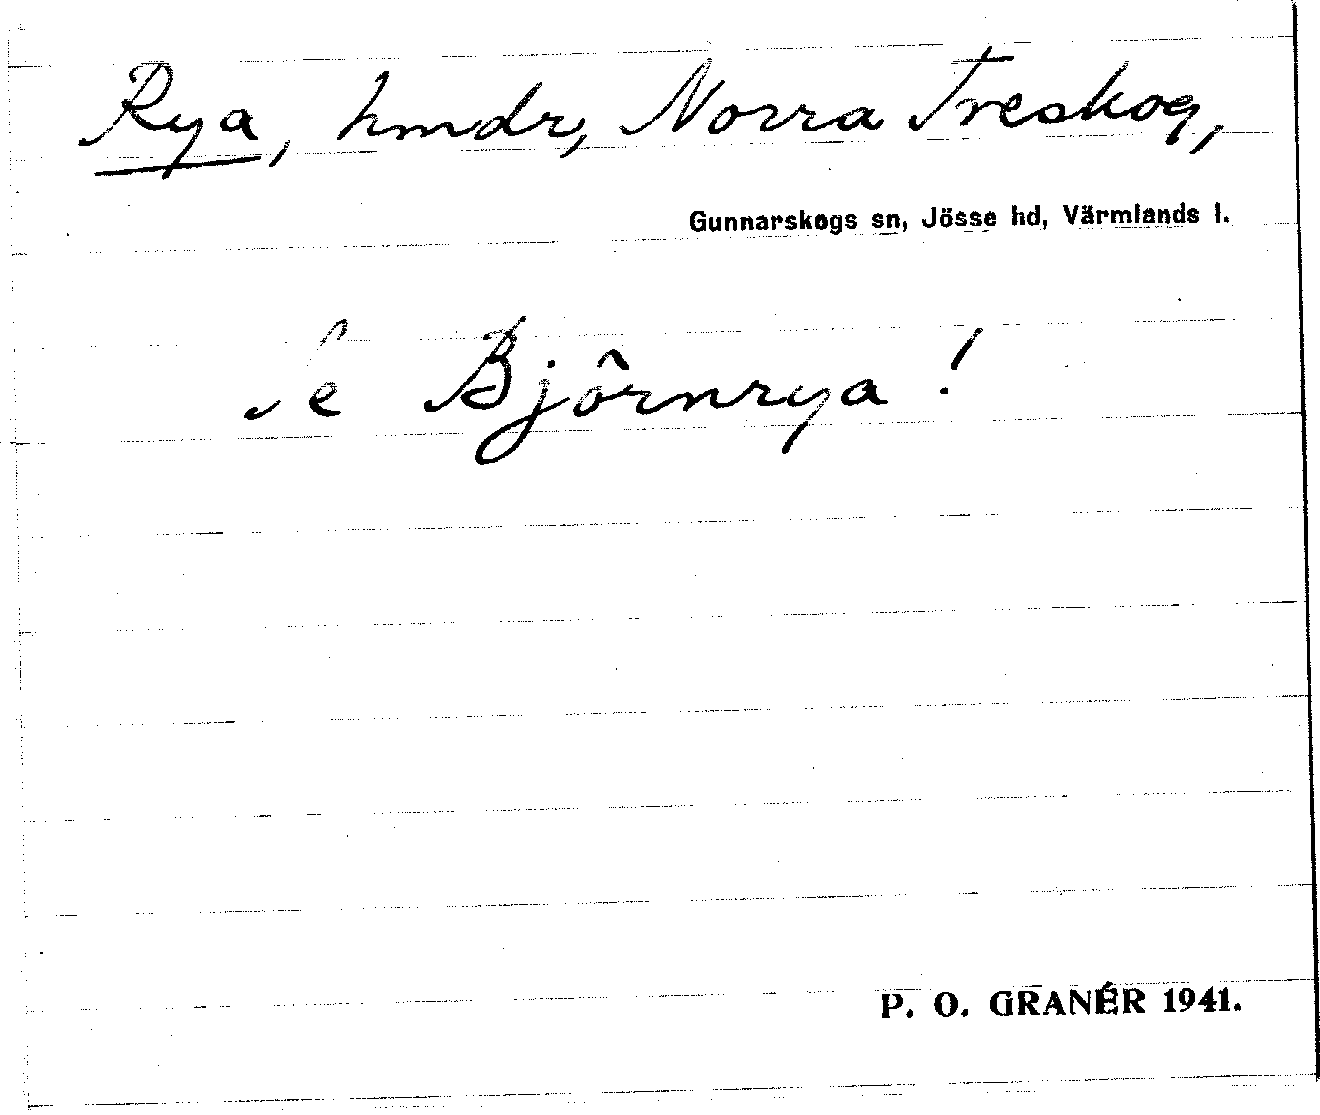 Rya, hmdr, Norra Treskog,
Gunnarskogs sn, Jösse hd, Värmlands l.
Se Björnrya!
P. O. GRANÉR 1941.